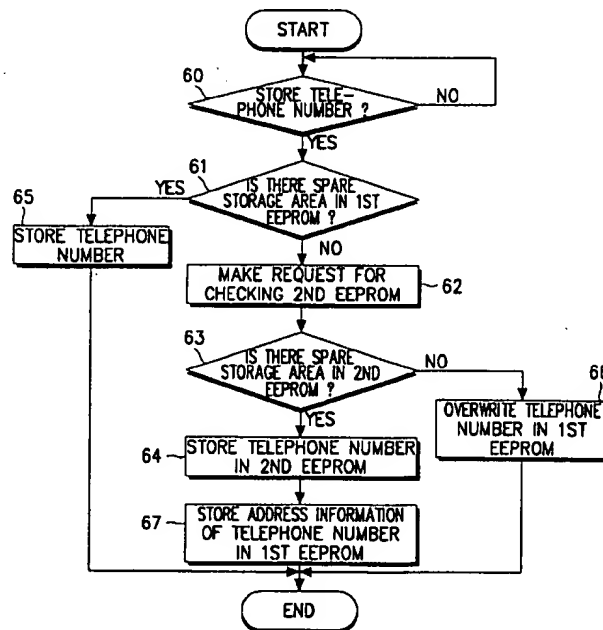 START
60
STORE TELE-
PHONE NUMBER ?
NO
YES
61
YES
IS THERE SPARE
STORAGE AREA IN 1ST
EEPROM ?
65
STORE TELEPHONE
NUMBER
NO
MAKE REQUEST FOR
CHECKING 2ND EEPROM
62
63
IS THERE SPARE
STORAGE AREA IN 2ND
EEPROM ?
NO
YES
OVERWRITE TELEPHONE
NUMBER IN 1ST
EEPROM
64
STORE TELEPHONE NUMBER
IN 2ND EEPROM
67
STORE ADDRESS INFORMATION
OF TELEPHONE NUMBER
IN 1ST EEPROM
END